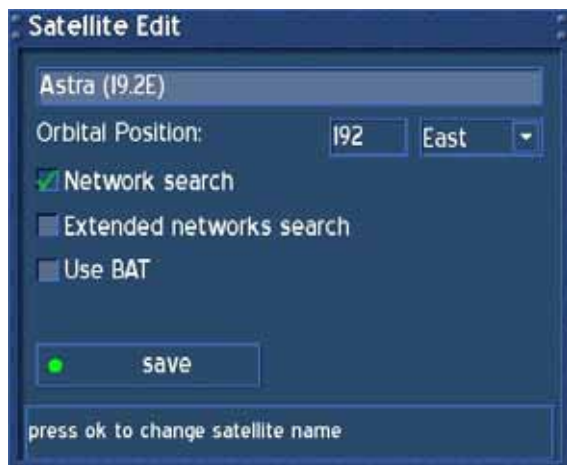 Satellite Edit
Astra (19.2E)
Orbital Position: 192 East
Network search
Extended networks search
Use BAT
save
press ok to change satellite name